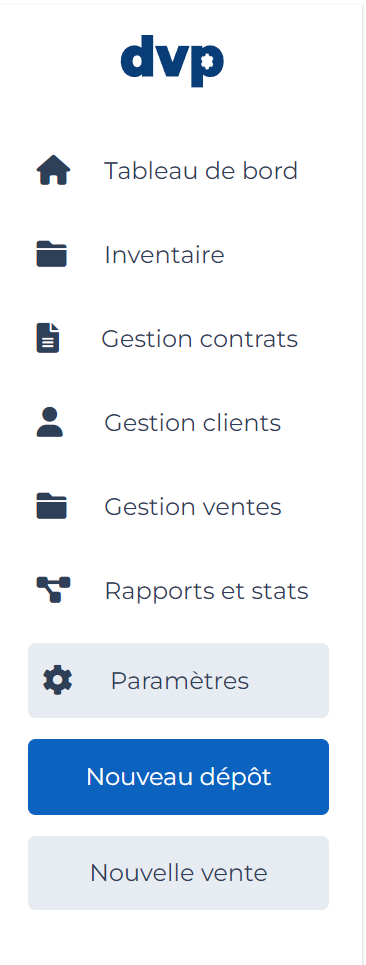 dvp
Tableau de bord
Inventaire
Gestion contrats
Gestion clients
Gestion ventes
Rapports et stats
Paramètres
Nouveau dépôt
Nouvelle vente